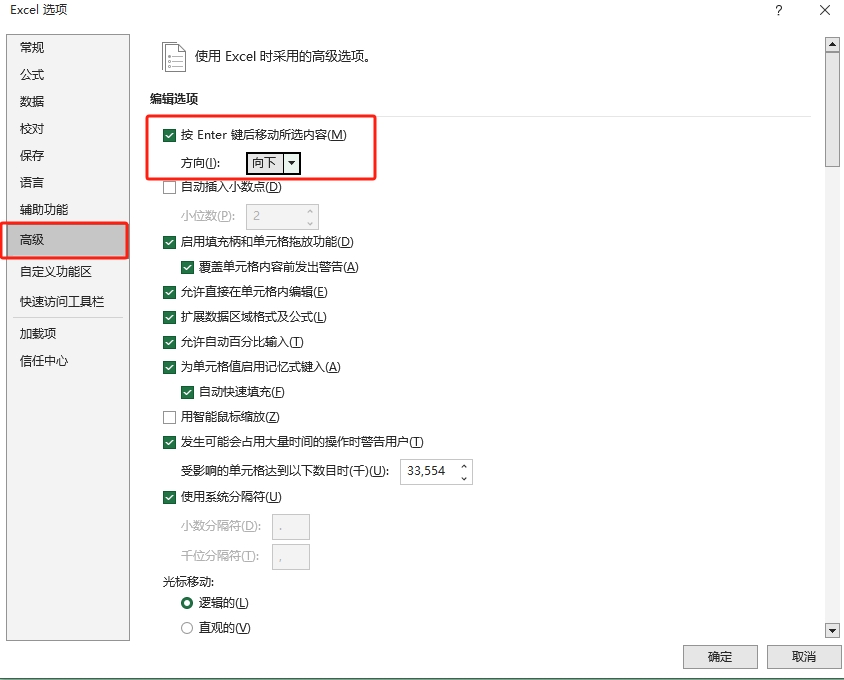 Excel 选项
?
常规
公式
数据
校对
保存
语言
辅助功能
高级
自定义功能区
快速访问工具栏
加载项
信任中心
使用 Excel 时采用的高级选项。
编辑选项
按 Enter 键后移动所选内容(M)
方向(I): 向下
自动插入小数点(D)
小位数(P): 2
启用填充柄和单元格拖放功能(D)
覆盖单元格内容前发出警告(A)
允许直接在单元格内编辑(E)
扩展数据区域格式及公式(L)
允许自动百分比输入(T)
为单元格值启用记忆式键入(A)
自动快速填充(F)
用智能鼠标缩放(Z)
发生可能会占用大量时间的操作时警告用户(T)
受影响的单元格达到以下数目时(千)(U): 33,554
使用系统分隔符(U)
小数分隔符(D): .
千位分隔符(T): ,
光标移动:
逻辑的(L)
直观的(V)
确定 取消